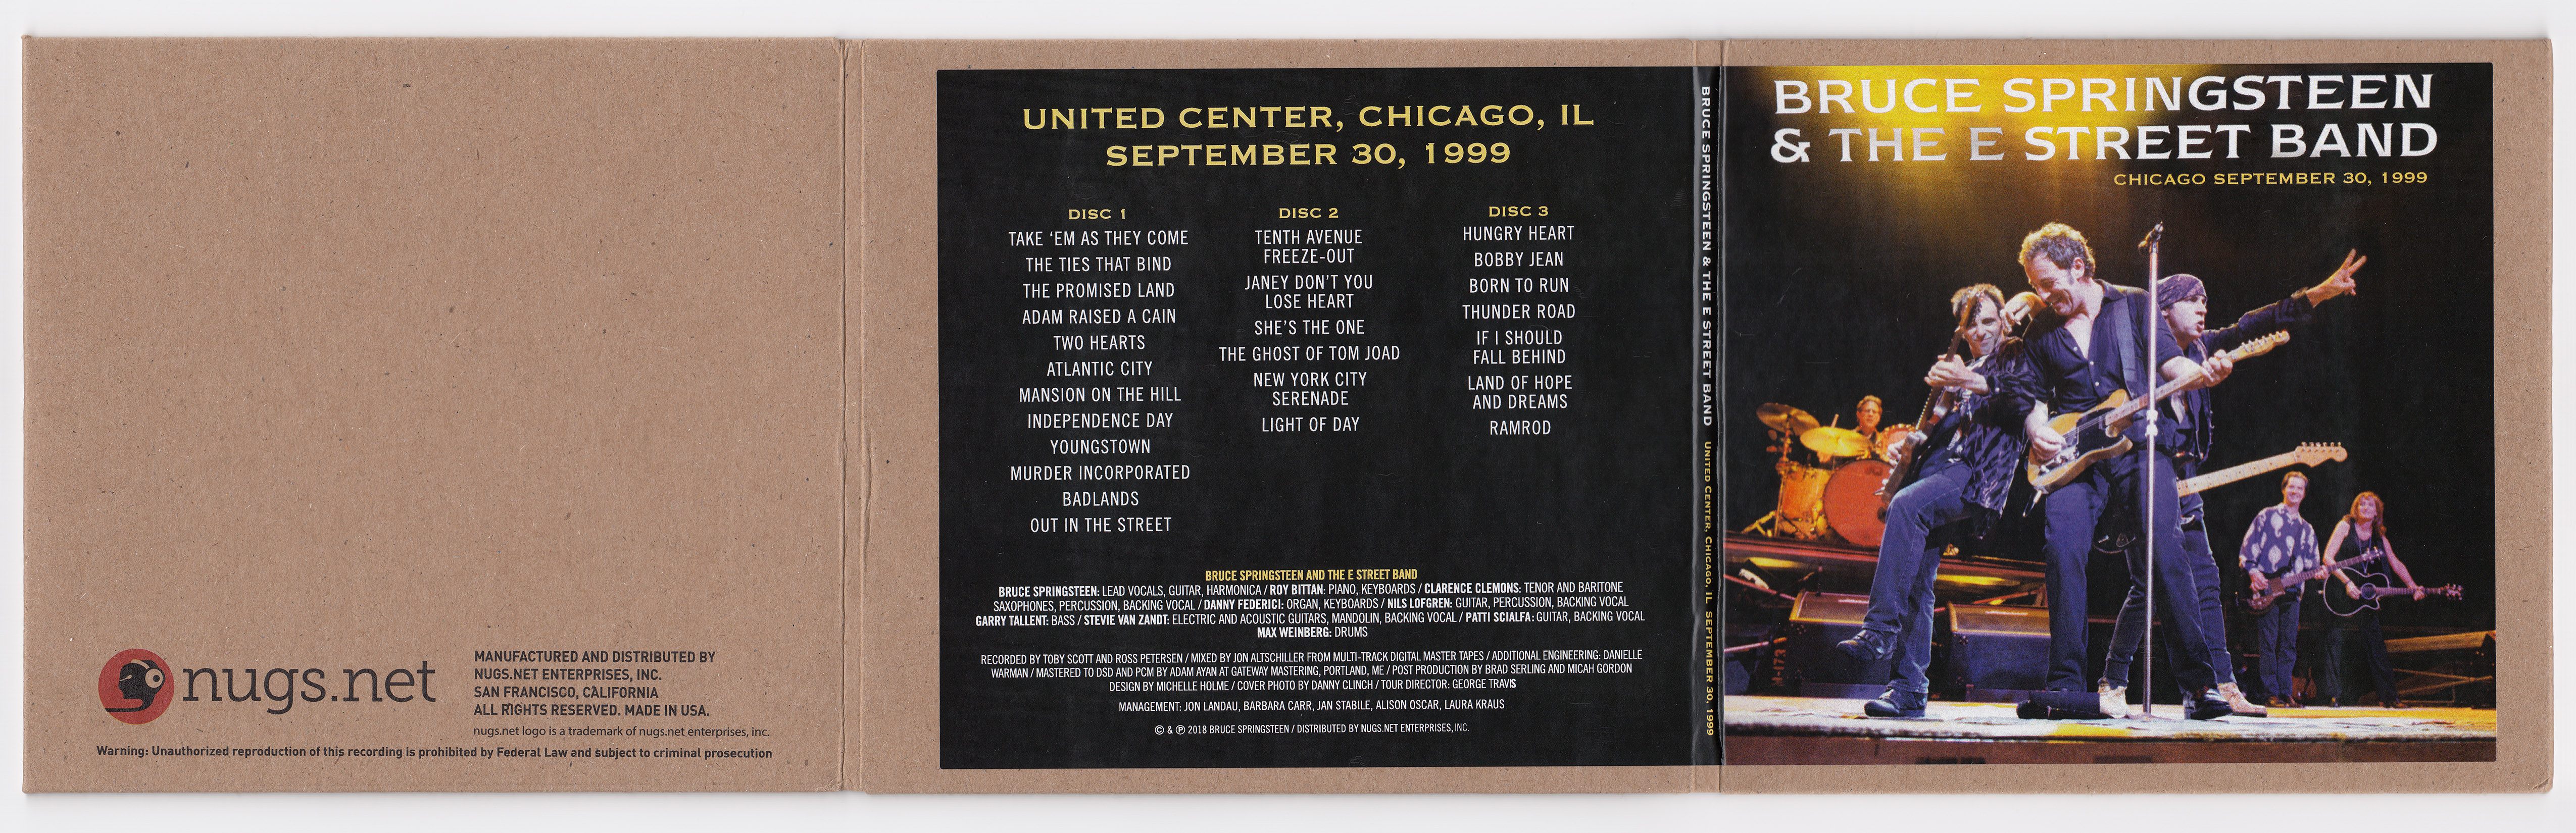 nugs.net
MANUFACTURED AND DISTRIBUTED BY
NUGS.NET ENTERPRISES, INC.
SAN FRANCISCO, CALIFORNIA
ALL RIGHTS RESERVED. MADE IN USA.
nugs.net logo is a trademark of nugs.net enterprises, inc.
Warning: Unauthorized reproduction of this recording is prohibited by Federal Law and subject to criminal prosecution
UNITED CENTER, CHICAGO, IL
SEPTEMBER 30, 1999
DISC 1
TAKE ‘EM AS THEY COME
THE TIES THAT BIND
THE PROMISED LAND
ADAM RAISED A CAIN
TWO HEARTS
ATLANTIC CITY
MANSION ON THE HILL
INDEPENDENCE DAY
YOUNGSTOWN
MURDER INCORPORATED
BADLANDS
OUT IN THE STREET
DISC 2
TENTH AVENUE
FREEZE-OUT
JANEY DON’T YOU
LOSE HEART
SHE’S THE ONE
THE GHOST OF TOM JOAD
NEW YORK CITY
SERENADE
LIGHT OF DAY
DISC 3
HUNGRY HEART
BOBBY JEAN
BORN TO RUN
THUNDER ROAD
IF I SHOULD
FALL BEHIND
LAND OF HOPE
AND DREAMS
RAMROD
BRUCE SPRINGSTEEN AND THE E STREET BAND
BRUCE SPRINGSTEEN: LEAD VOCALS, GUITAR, HARMONICA / ROY BITTAN: PIANO, KEYBOARDS / CLARENCE CLEMONS: TENOR AND BARITONE
SAXOPHONES, PERCUSSION, BACKING VOCAL / DANNY FEDERICI: ORGAN, KEYBOARDS / NILS LOFGREN: GUITAR, PERCUSSION, BACKING VOCAL
GARRY TALLENT: BASS / STEVIE VAN ZANDT: ELECTRIC AND ACOUSTIC GUITARS, MANDOLIN, BACKING VOCAL / PATTI SCIALFA: GUITAR, BACKING VOCAL
MAX WEINBERG: DRUMS
RECORDED BY TOBY SCOTT AND ROSS PETERSEN / MIXED BY JON ALTSCHILLER FROM MULTI-TRACK DIGITAL MASTER TAPES / ADDITIONAL ENGINEERING: DANIELLE
WARMAN / MASTERED TO DSD AND PCM BY ADAM AYAN AT GATEWAY MASTERING, PORTLAND, ME / POST PRODUCTION BY BRAD SERLING AND MICAH GORDON
DESIGN BY MICHELLE HOLME / COVER PHOTO BY DANNY CLINCH / TOUR DIRECTOR: GEORGE TRAVIS
MANAGEMENT: JON LANDAU, BARBARA CARR, JAN STABILE, ALISON OSCAR, LAURA KRAUS
© & ℗ 2018 BRUCE SPRINGSTEEN / DISTRIBUTED BY NUGS.NET ENTERPRISES, INC.
BRUCE SPRINGSTEEN & THE E STREET BAND UNITED CENTER, CHICAGO, IL SEPTEMBER 30, 1999
BRUCE SPRINGSTEEN
& THE E STREET BAND
CHICAGO SEPTEMBER 30, 1999